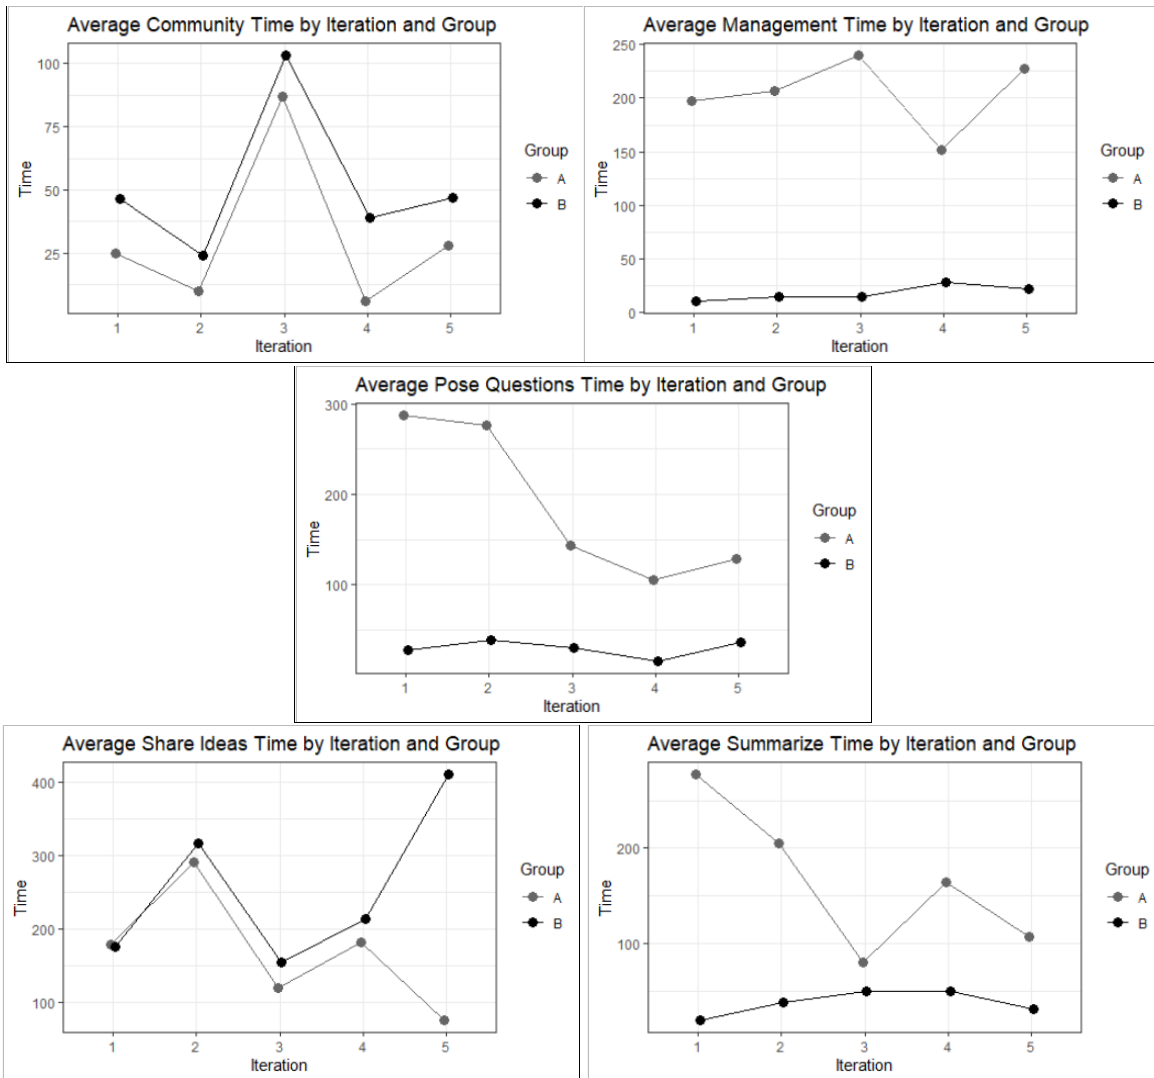 Average Community Time by Iteration and Group
100
75
50
25
Time
1 2 3 4 5
Iteration
Group
A
B
Average Management Time by Iteration and Group
250
200
150
100
50
0
Time
1 2 3 4 5
Iteration
Group
A
B
Average Pose Questions Time by Iteration and Group
300
200
100
Time
1 2 3 4 5
Iteration
Group
A
B
Average Share Ideas Time by Iteration and Group
400
300
200
100
Time
1 2 3 4 5
Iteration
Group
A
B
Average Summarize Time by Iteration and Group
200
100
Time
1 2 3 4 5
Iteration
Group
A
B